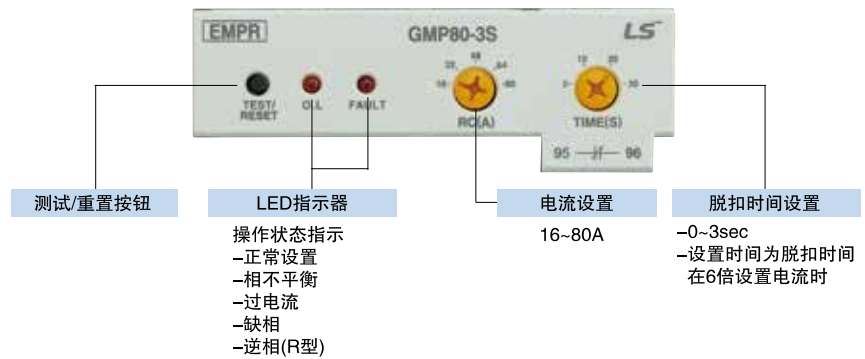 EMPR
GMP80-3S
LS
TEST/
RESET
O.L
FAULT
16
32
48
64
80
RC(A)
0
10
20
30
TIME(S)
95 96
测试/重置按钮
LED指示器
操作状态指示
–正常设置
–相不平衡
–过电流
–缺相
–逆相(R型)
电流设置
16~80A
脱扣时间设置
–0~3sec
–设置时间为脱扣时间
在6倍设置电流时